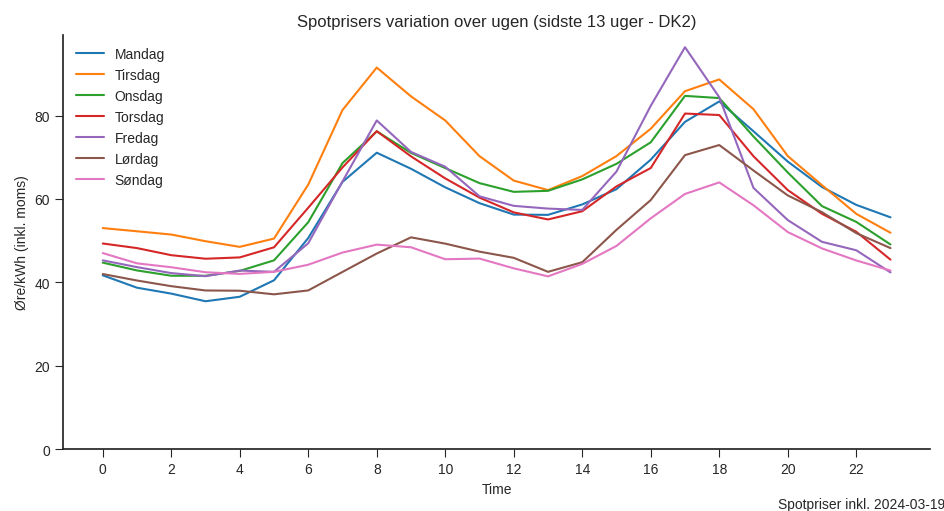 Spotprisers variation over ugen (sidste 13 uger - DK2)
Mandag
Tirsdag
Onsdag
Torsdag
Fredag
Lørdag
Søndag
Øre/kWh (inkl. moms)
80
60
40
20
0
0 2 4 6 8 10 12 14 16 18 20 22
Time
Spotpriser inkl. 2024-03-19